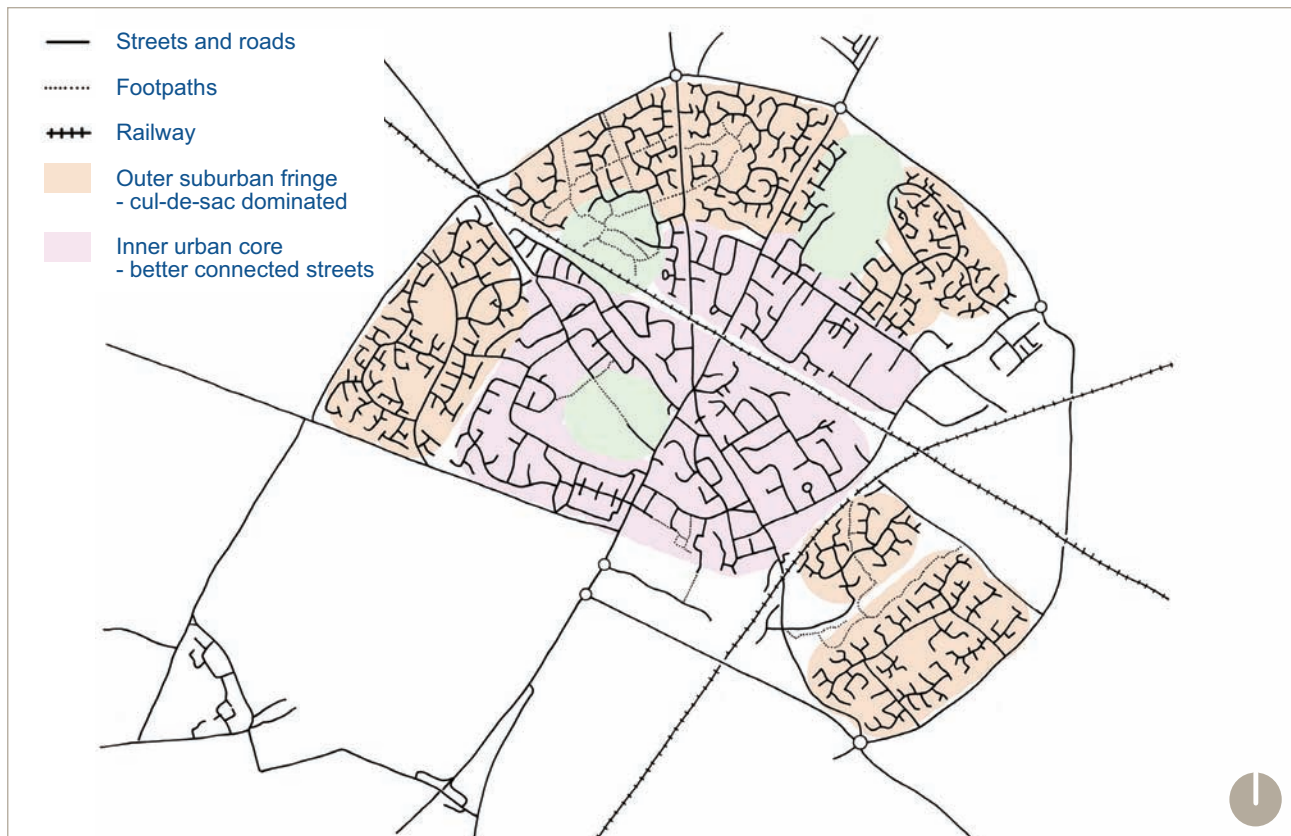 Streets and roads
Footpaths
Railway
Outer suburban fringe
- cul-de-sac dominated
Inner urban core
- better connected streets